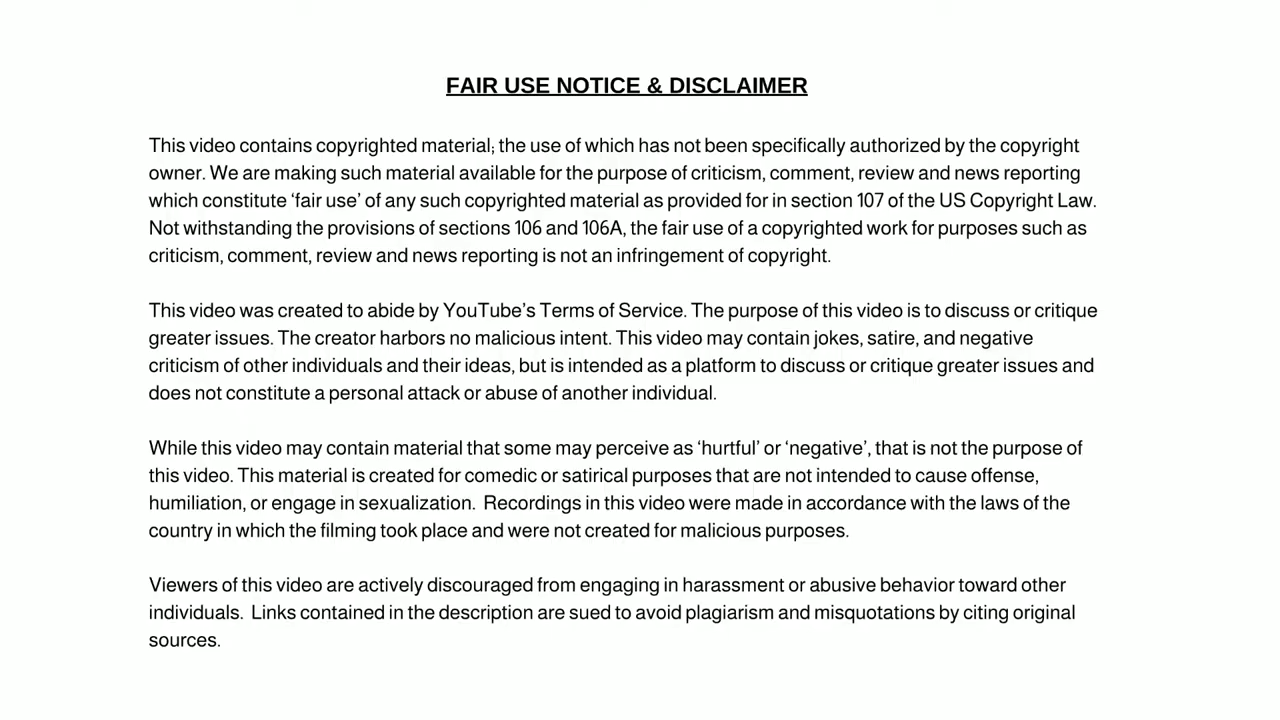 FAIR USE NOTICE & DISCLAIMER
This video contains copyrighted material; the use of which has not been specifically authorized by the copyright
owner. We are making such material available for the purpose of criticism, comment, review and news reporting
which constitute ‘fair use’ of any such copyrighted material as provided for in section 107 of the US Copyright Law.
Not withstanding the provisions of sections 106 and 106A, the fair use of a copyrighted work for purposes such as
criticism, comment, review and news reporting is not an infringement of copyright.
This video was created to abide by YouTube’s Terms of Service. The purpose of this video is to discuss or critique
greater issues. The creator harbors no malicious intent. This video may contain jokes, satire, and negative
criticism of other individuals and their ideas, but is intended as a platform to discuss or critique greater issues and
does not constitute a personal attack or abuse of another individual.
While this video may contain material that some may perceive as ‘hurtful’ or ‘negative’, that is not the purpose of
this video. This material is created for comedic or satirical purposes that are not intended to cause offense,
humiliation, or engage in sexualization.  Recordings in this video were made in accordance with the laws of the
country in which the filming took place and were not created for malicious purposes.
Viewers of this video are actively discouraged from engaging in harassment or abusive behavior toward other
individuals.  Links contained in the description are sued to avoid plagiarism and misquotations by citing original
sources.